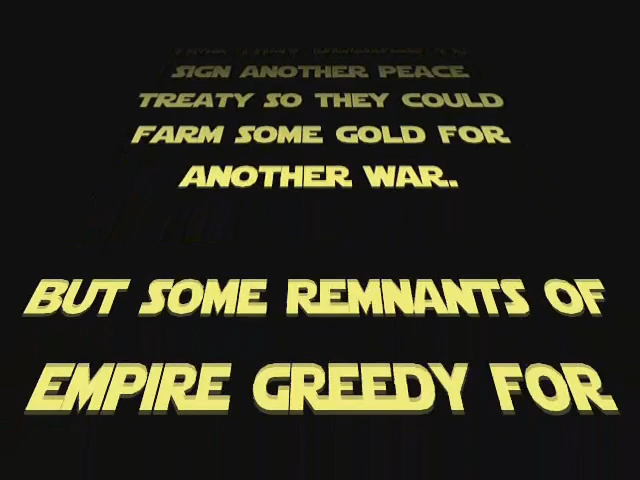 SIGN ANOTHER PEACE
TREATY SO THEY COULD
FARM SOME GOLD FOR
ANOTHER WAR.
BUT SOME REMNANTS OF
EMPIRE GREEDY FOR